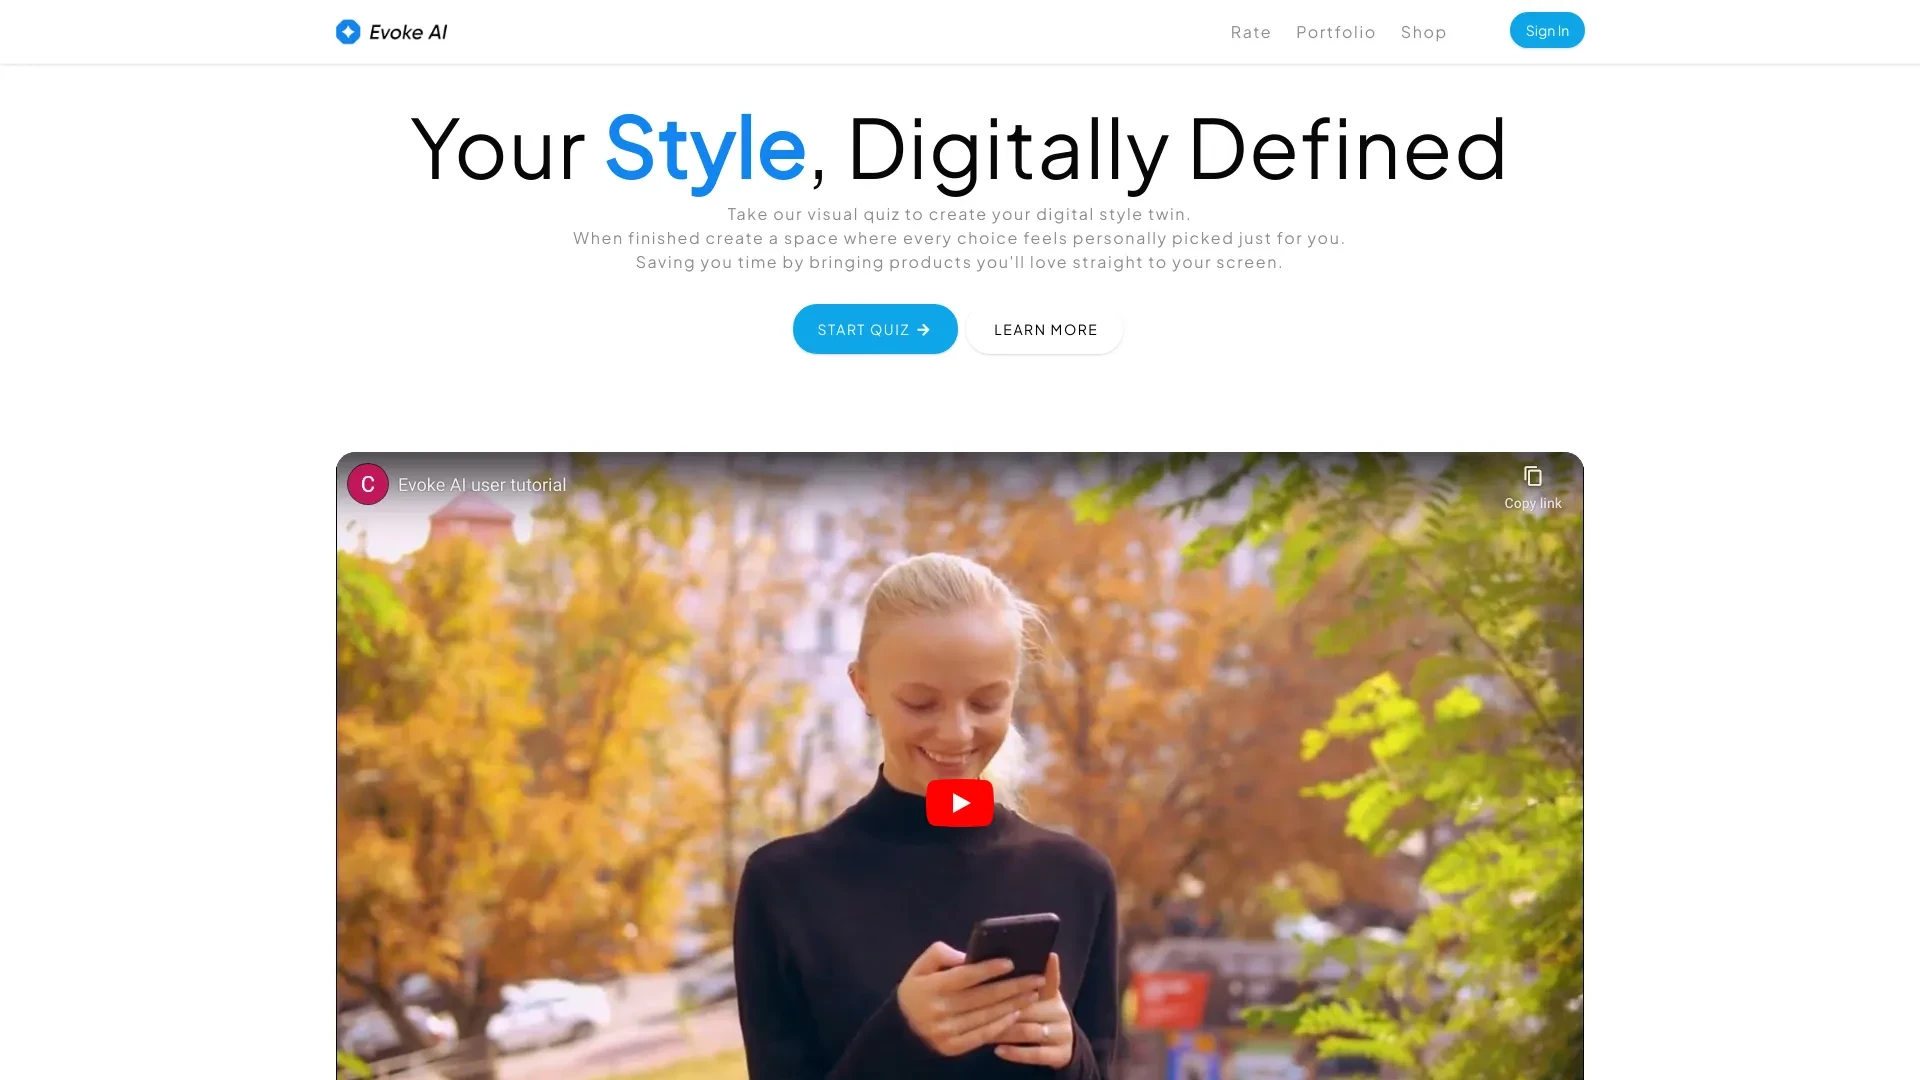 Evoke AI
Rate
Portfolio
Shop
Sign In
Your Style, Digitally Defined
Take our visual quiz to create your digital style twin.
When finished create a space where every choice feels personally picked just for you.
Saving you time by bringing products you'll love straight to your screen.
START QUIZ →
LEARN MORE
C
Evoke AI user tutorial
Copy link